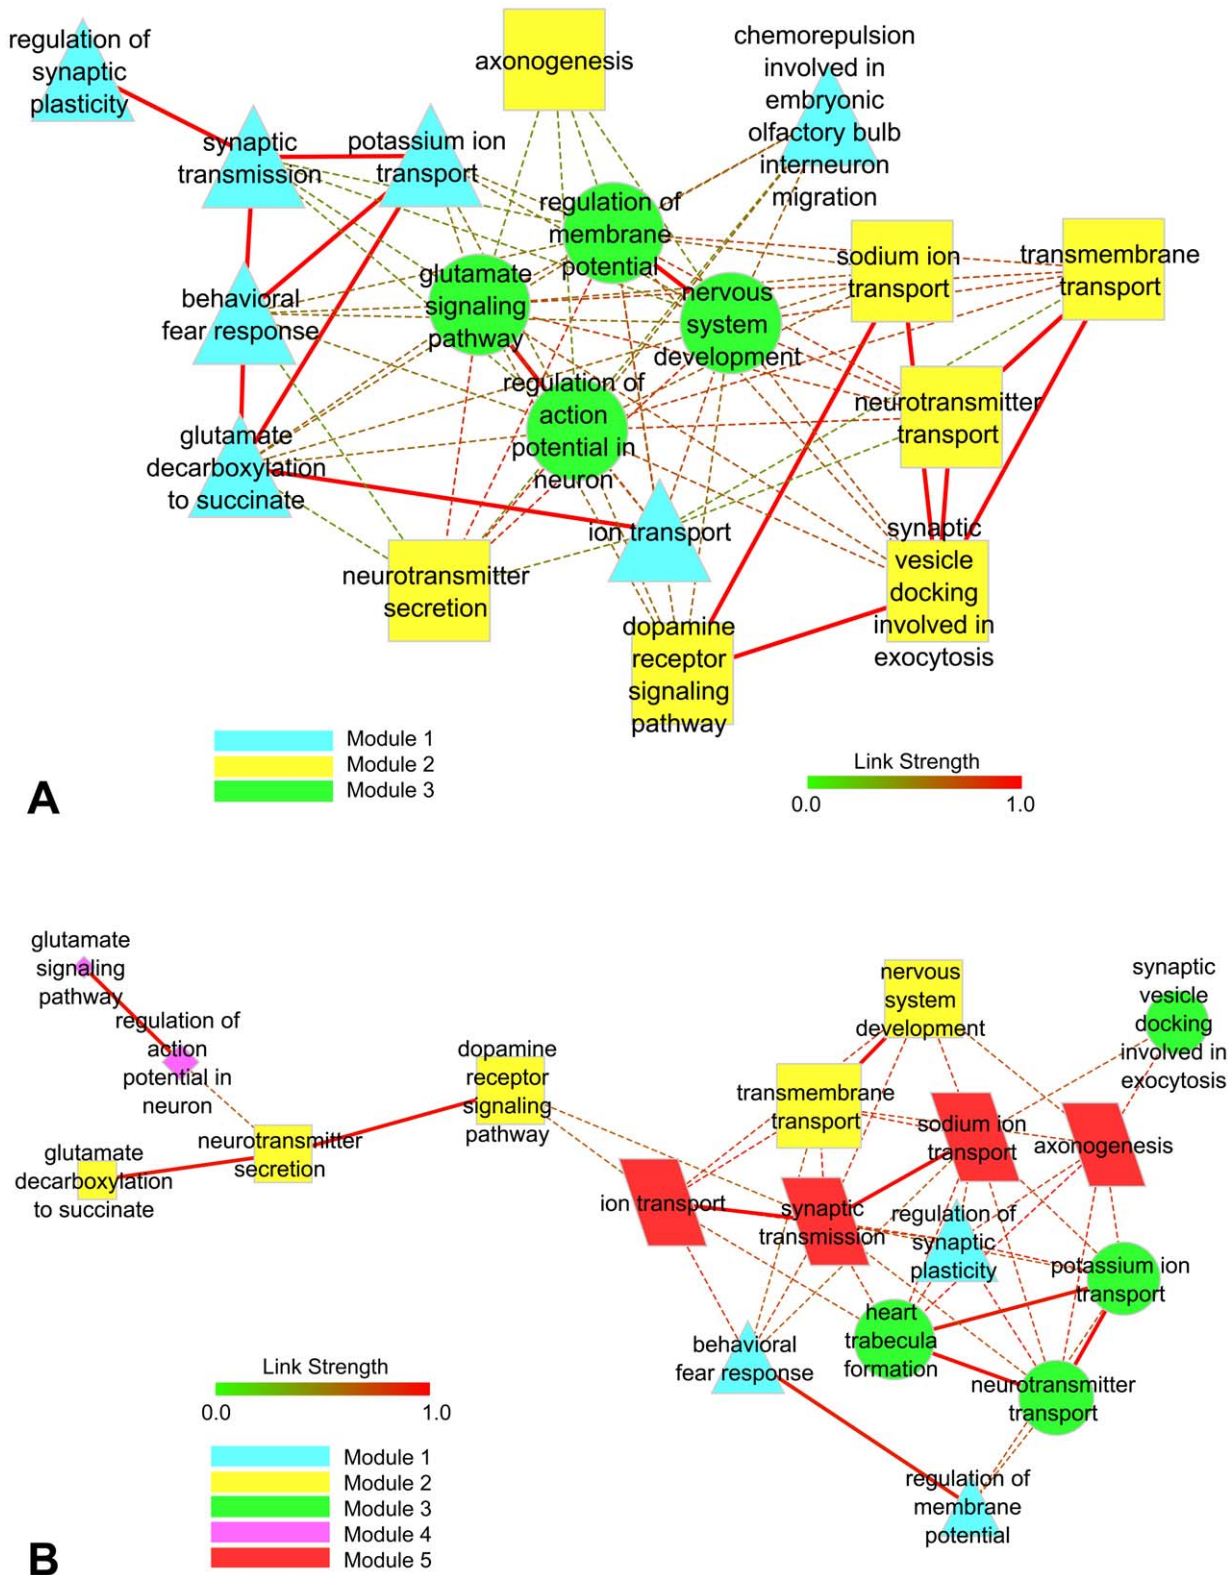 regulation of
synaptic
plasticity
axonogenesis
chemorepulsion
involved in
embryonic
olfactory bulb
interneuron
migration
synaptic
transmission
potassium ion
transport
regulation of
membrane
potential
sodium ion
transport
transmembrane
transport
glutamate
signaling
pathway
nervous
system
development
behavioral
fear response
regulation of
action
potential in
neuron
neurotransmitter
transport
glutamate
decarboxylation
to succinate
ion transport
synaptic
vesicle
docking
involved in
exocytosis
neurotransmitter
secretion
dopamine
receptor
signaling
pathway
Module 1
Module 2
Module 3
Link Strength
0.0 1.0
A
glutamate
signaling
pathway
regulation of
action
potential in
neuron
glutamate
decarboxylation
to succinate
neurotransmitter
secretion
dopamine
receptor
signaling
pathway
nervous
system
development
synaptic
vesicle
docking
involved in
exocytosis
transmembrane
transport
sodium ion
transport
axonogenesis
ion transport
synaptic
transmission
regulation of
synaptic
plasticity
potassium ion
transport
heart
trabecula
formation
behavioral
fear response
neurotransmitter
transport
regulation of
membrane
potential
Link Strength
0.0 1.0
Module 1
Module 2
Module 3
Module 4
Module 5
B